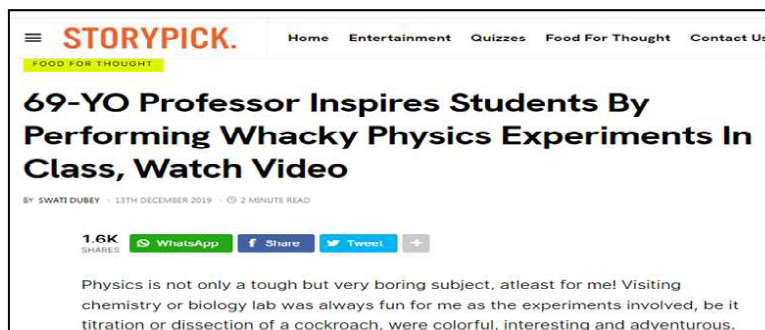 STORYPICK. Home Entertainment Quizzes Food For Thought Contact Us
FOOD FOR THOUGHT
69-YO Professor Inspires Students By
Performing Whacky Physics Experiments In
Class, Watch Video
BY SWATI DUBEY - 13TH DECEMBER 2019 - 2 MINUTE READ
1.6K
SHARES
WhatsApp Share Tweet
Physics is not only a tough but very boring subject, atleast for me! Visiting
chemistry or biology lab was always fun for me as the experiments involved, be it
titration or dissection of a cockroach, were colorful, interesting and adventurous.